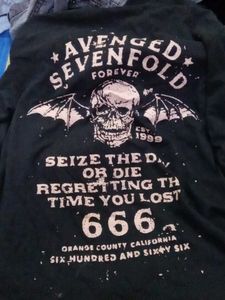 AVENGED
SEVENFOLD
FOREVER
EST
1999
SEIZE THE D
OR DIE
REGRETTING TH
TIME YOU LOST
666
ORANGE COUNTY CALIFORNIA
SIX HUNDRED AND SIXTY SIX